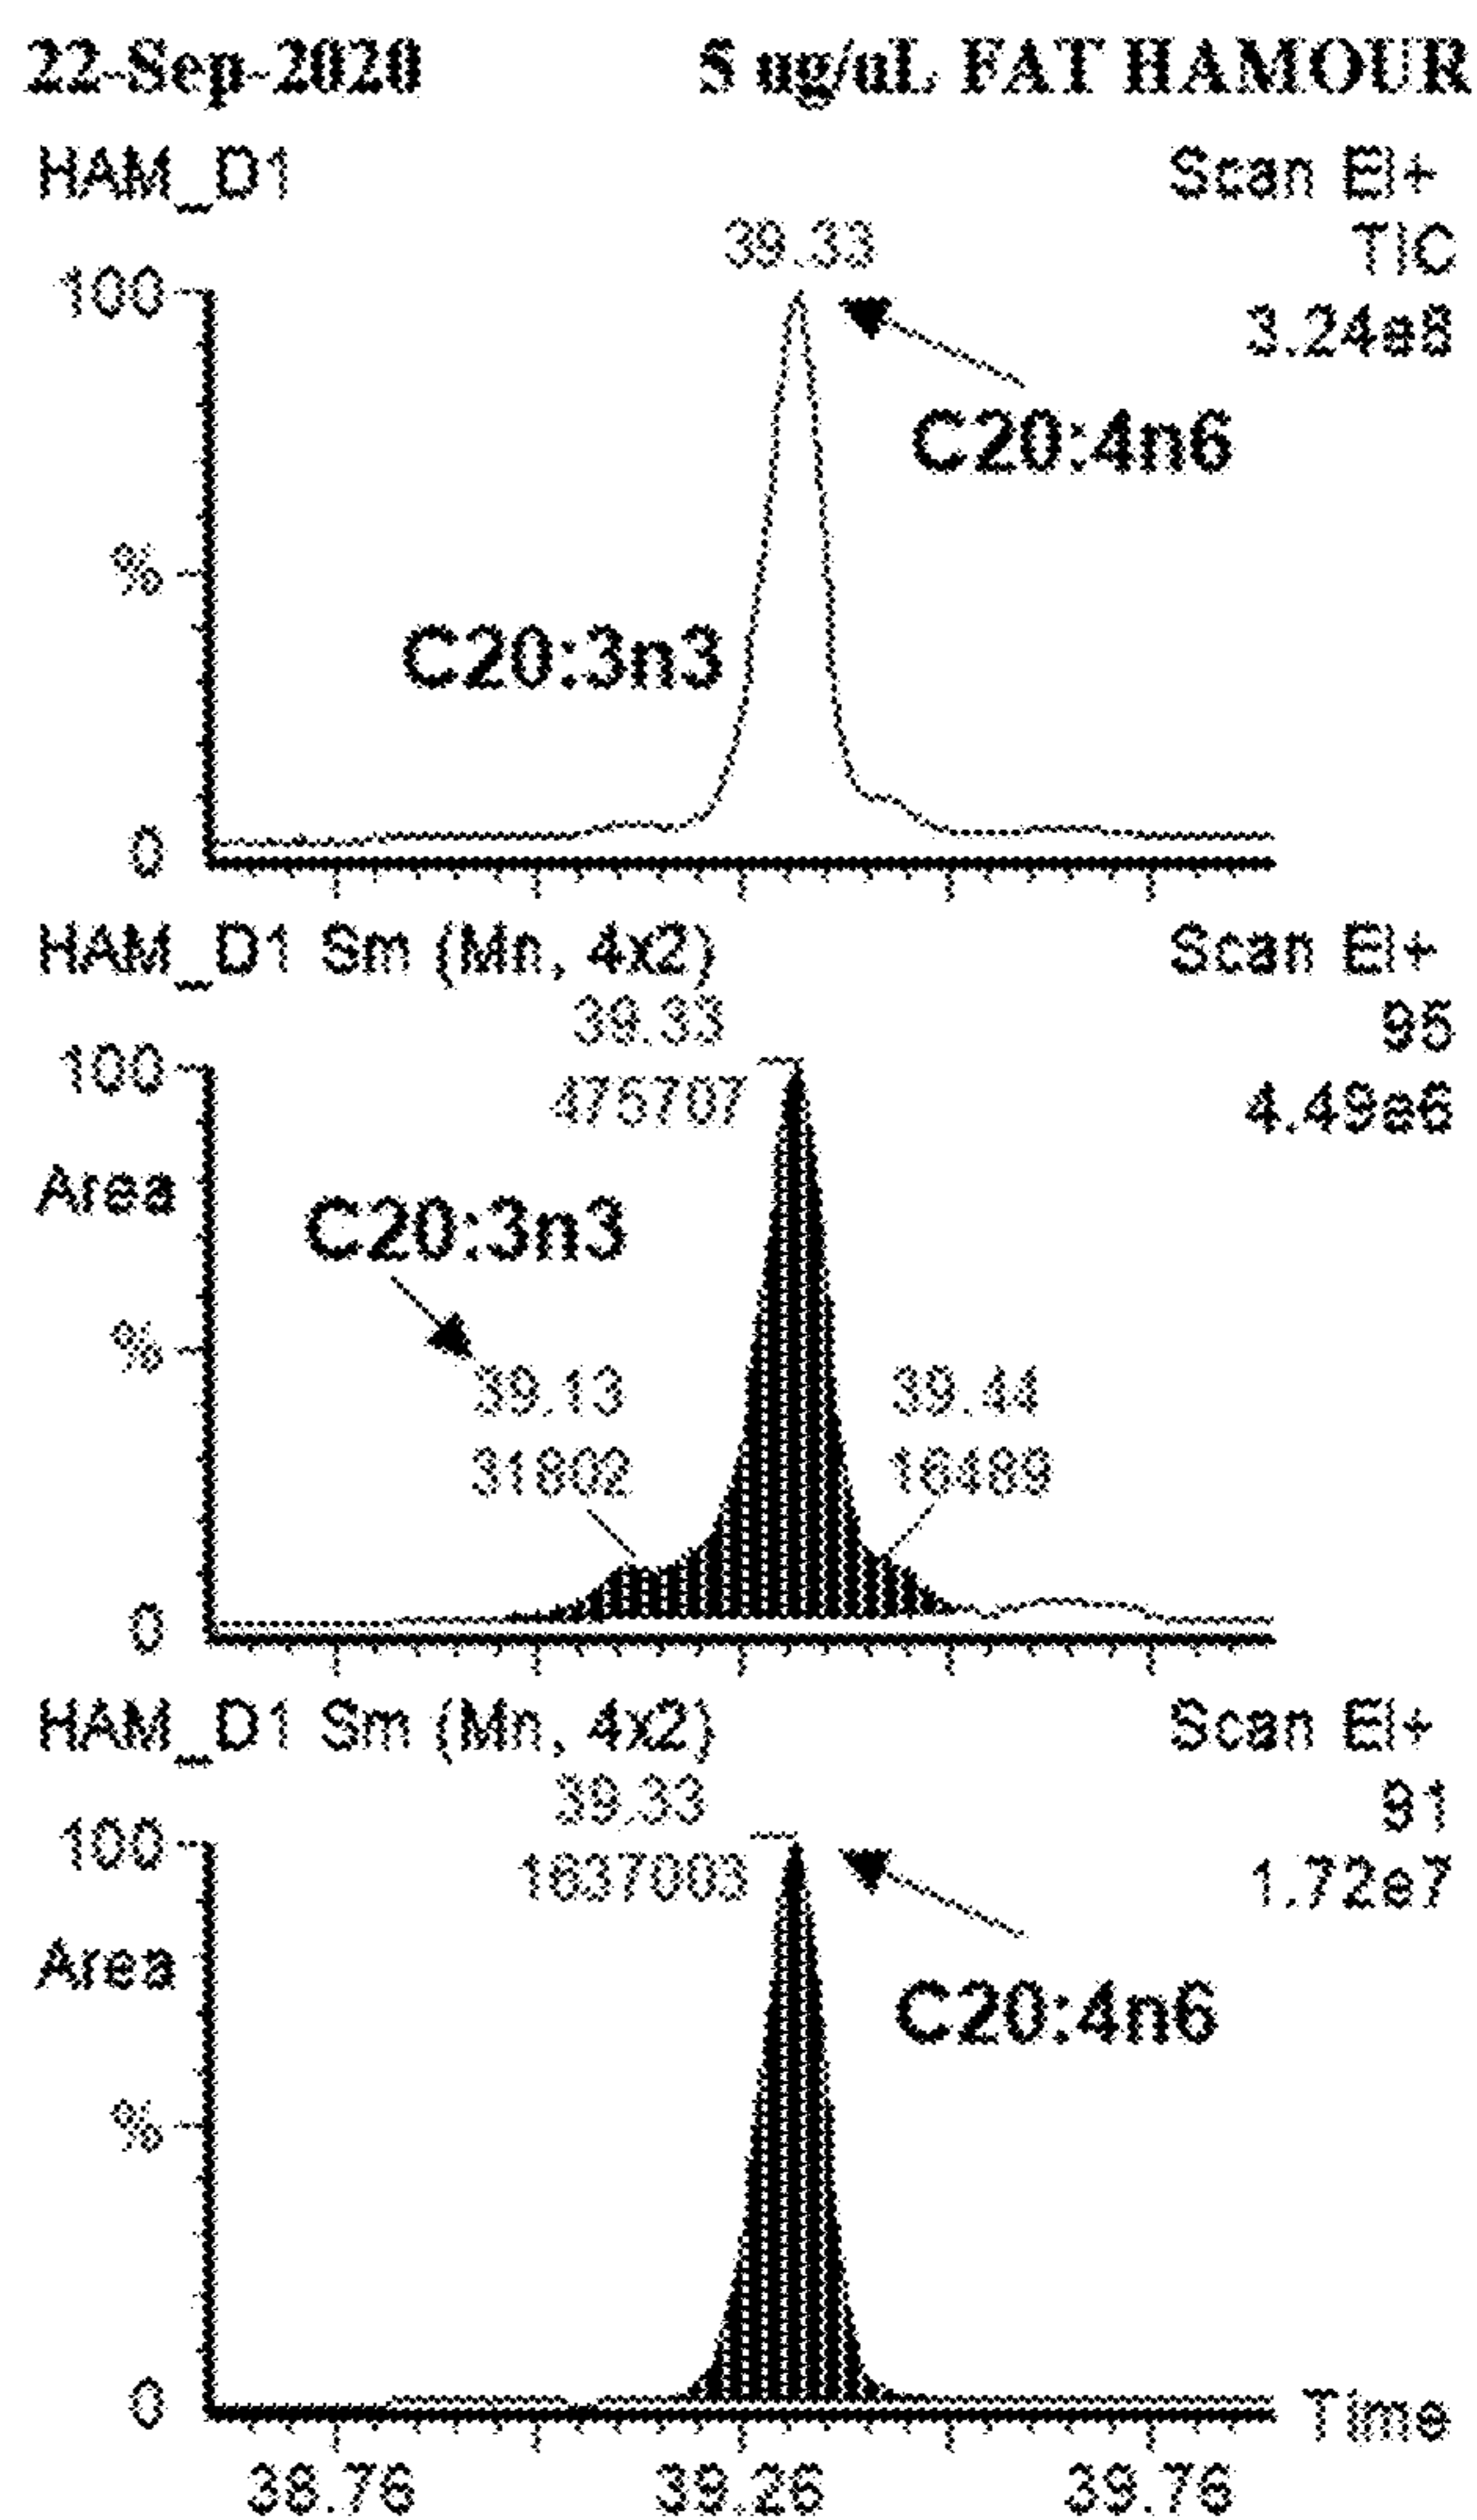 22-Sep-2020 5 ug/uL FAT HAMOUR
HAM_D1 Scan EI+
TIC
3.24e8
39.33
100
C20:4n6
%
C20:3n3
0
HAM_D1 Sm (Mn, 4x2) Scan EI+
95
4.49e6
39.33
475707
100
Area
C20:3n3
%
39.13
31802
39.44
16489
0
HAM_D1 Sm (Mn, 4x2) Scan EI+
91
1.72e7
39.33
1637003
100
Area
C20:4n6
%
0
Time
38.76 39.26 39.76